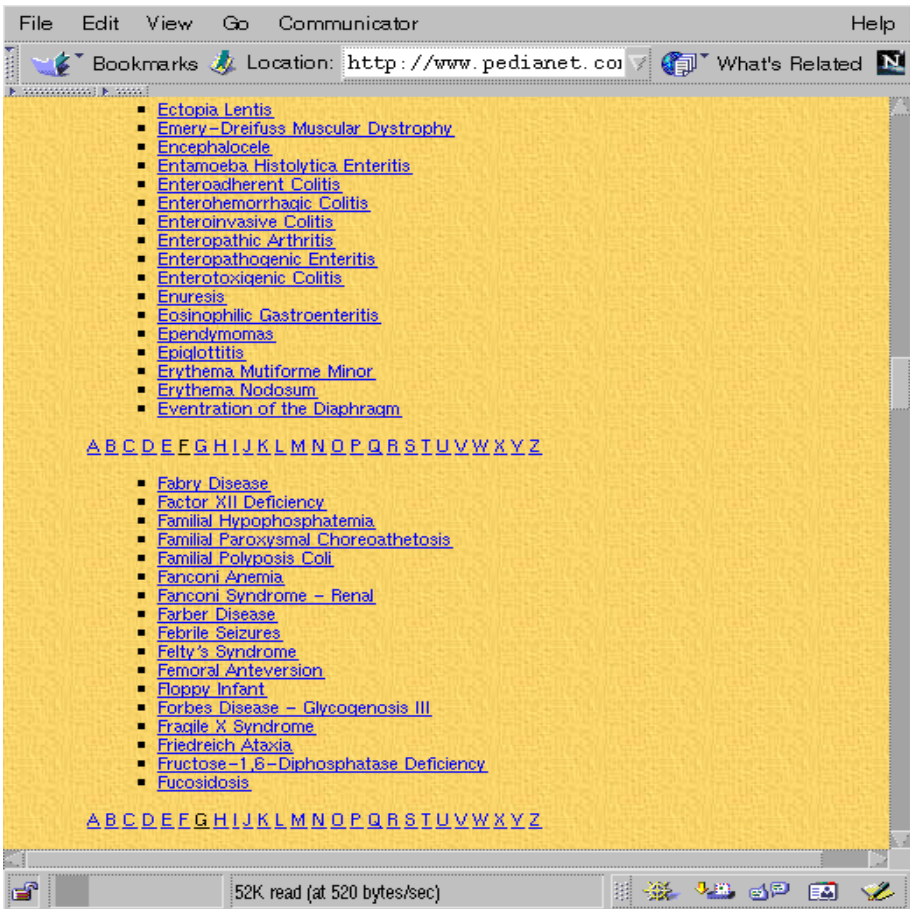 File Edit View Go Communicator Help
Bookmarks Location: http://www.pedianet.co What's Related N
Ectopia Lentis
Emery-Dreifuss Muscular Dystrophy
Encephalocele
Entamoeba Histolytica Enteritis
Enteroadherent Colitis
Enterohemorrhagic Colitis
Enteroinvasive Colitis
Enteropathic Arthritis
Enteropathogenic Enteritis
Enterotoxigenic Colitis
Enuresis
Eosinophilic Gastroenteritis
Ependymomas
Epiglottitis
Erythema Mutiforme Minor
Erythema Nodosum
Eventration of the Diaphragm
A B C D E F G H I J K L M N O P Q R S T U V W X Y Z
Fabry Disease
Factor XII Deficiency
Familial Hypophosphatemia
Familial Paroxysmal Choreoathetosis
Familial Polyposis Coli
Fanconi Anemia
Fanconi Syndrome - Renal
Farber Disease
Febrile Seizures
Felty's Syndrome
Femoral Anteversion
Floppy Infant
Forbes Disease - Glycogenosis III
Fragile X Syndrome
Friedreich Ataxia
Fructose-1,6-Diphosphatase Deficiency
Fucosidosis
A B C D E F G H I J K L M N O P Q R S T U V W X Y Z
52K read (at 520 bytes/sec)